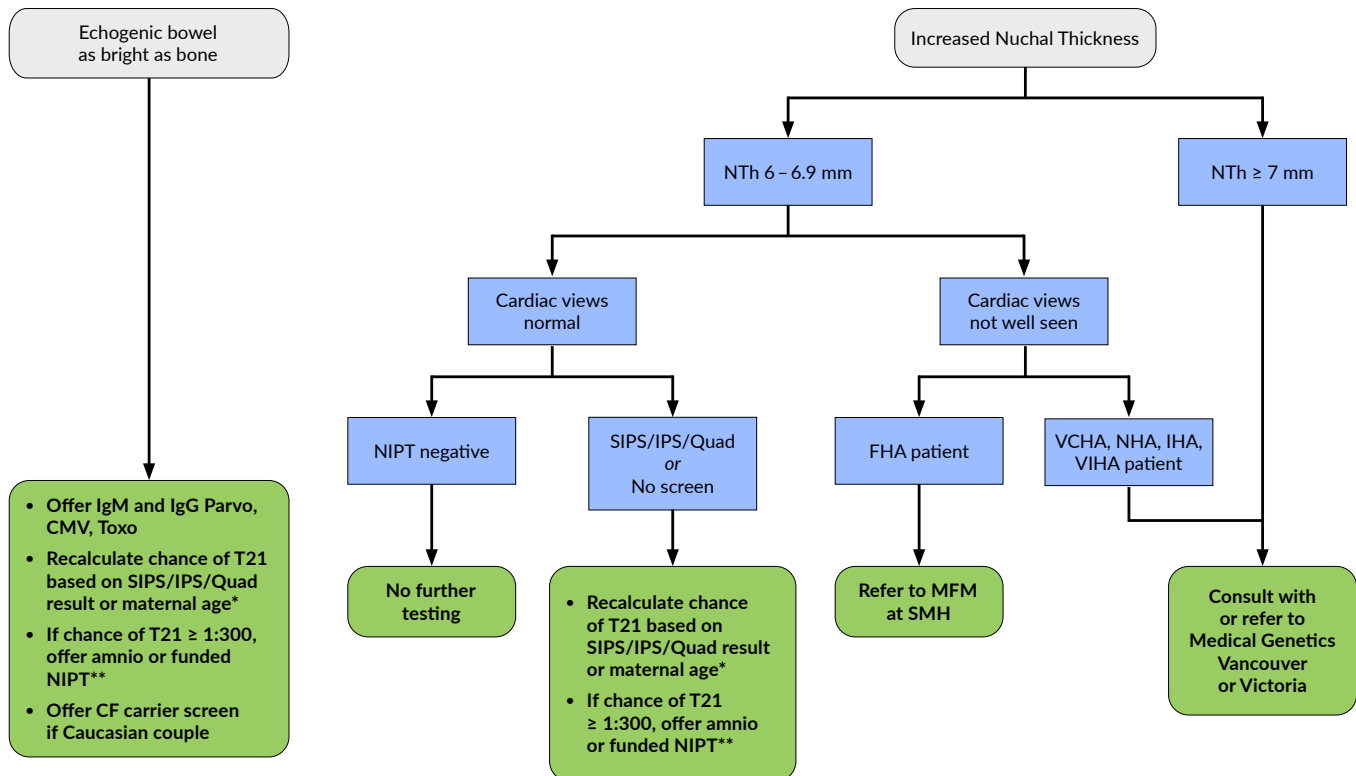 Echogenic bowel
as bright as bone
Increased Nuchal Thickness
NTh 6 – 6.9 mm
NTh ≥ 7 mm
Cardiac views
normal
Cardiac views
not well seen
NIPT negative
SIPS/IPS/Quad
or
No screen
FHA patient
VCHA, NHA, IHA,
VIHA patient
• Offer IgM and IgG Parvo,
CMV, Toxo
• Recalculate chance of T21
based on SIPS/IPS/Quad
result or maternal age*
• If chance of T21 ≥ 1:300,
offer amnio or funded
NIPT**
• Offer CF carrier screen
if Caucasian couple
No further
testing
• Recalculate chance
of T21 based on
SIPS/IPS/Quad result
or maternal age*
• If chance of T21
≥ 1:300, offer amnio
or funded NIPT**
Refer to MFM
at SMH
Consult with
or refer to
Medical Genetics
Vancouver
or Victoria